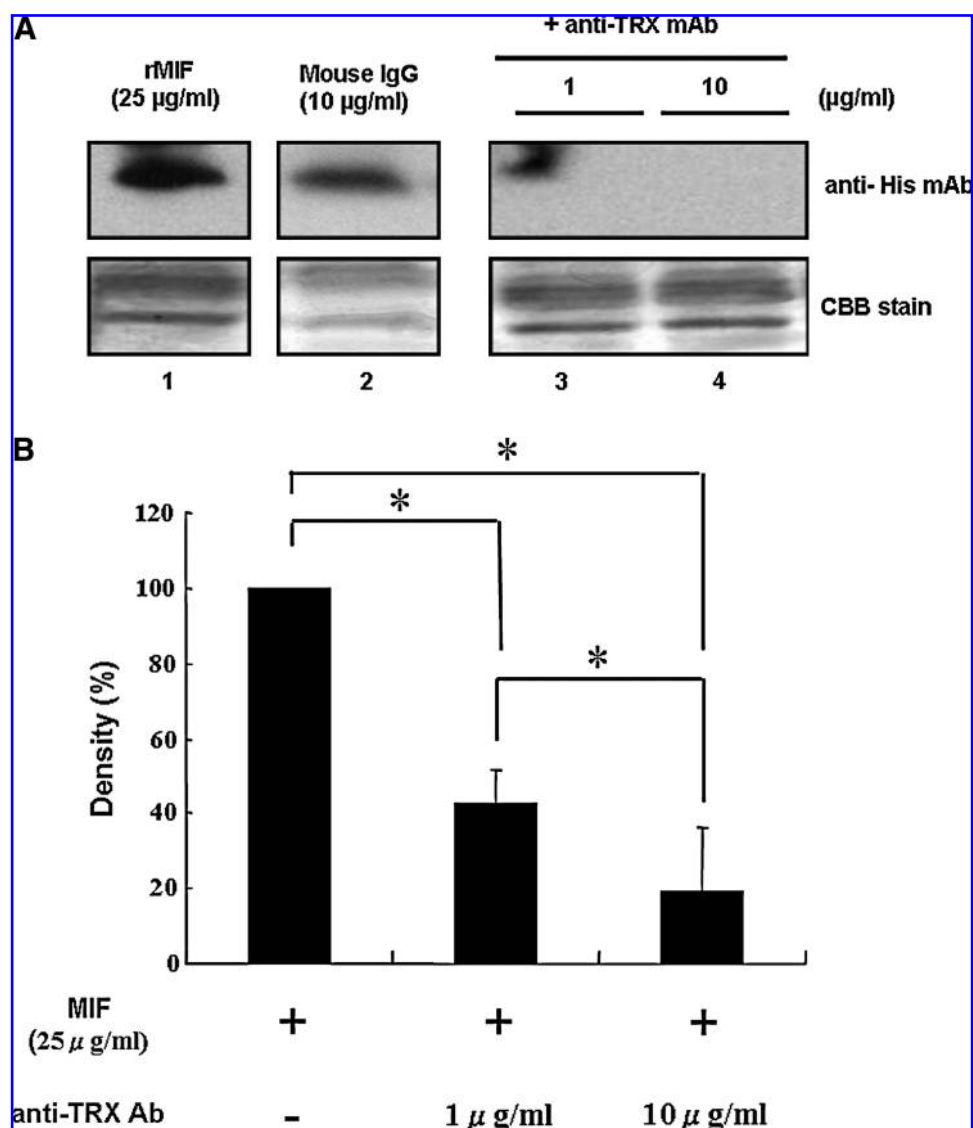 A
+ anti-TRX mAb
rMIF
(25 µg/ml)
Mouse IgG
(10 µg/ml)
1
10
(µg/ml)
anti- His mAb
CBB stain
1
2
3
4
B
*
*
*
120
100
80
60
40
20
0
Density (%)
MIF
(25 µ g/ml)
+
+
+
anti-TRX Ab
-
1 µ g/ml
10 µ g/ml